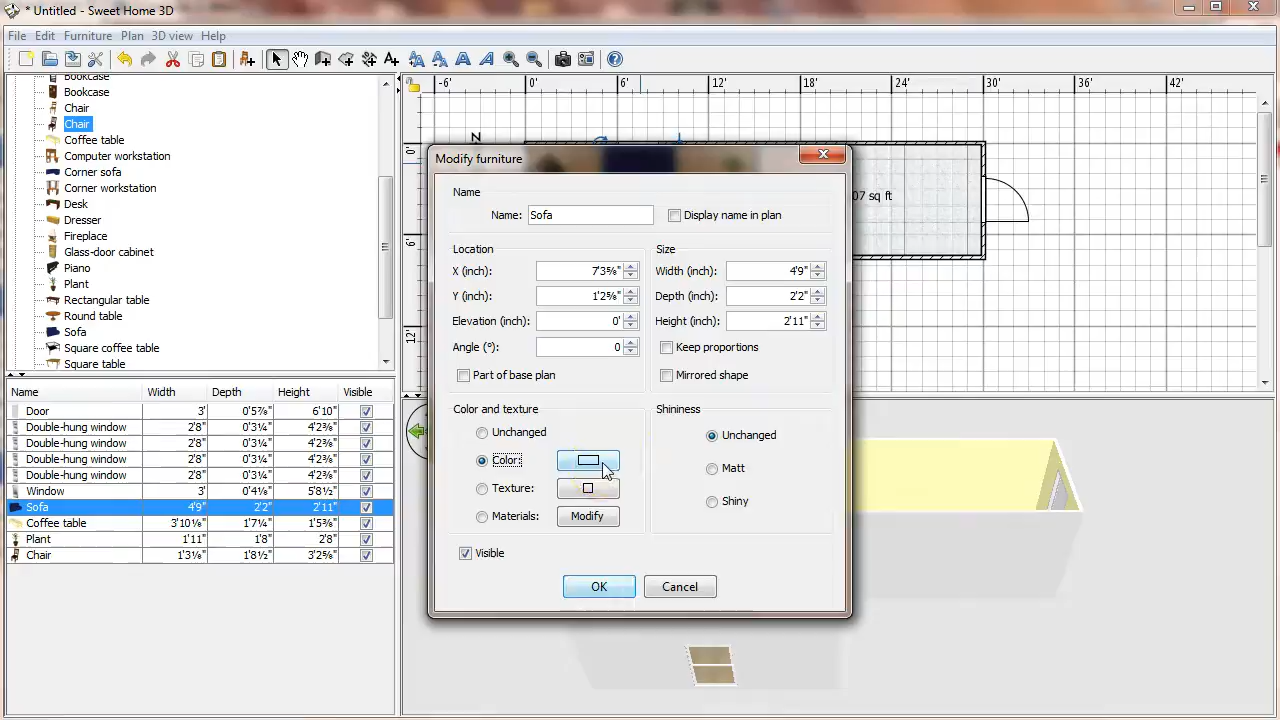 * Untitled - Sweet Home 3D
File Edit Furniture Plan 3D view Help
Bookcase
Bookcase
Chair
Chair
Coffee table
Computer workstation
Corner sofa
Corner workstation
Desk
Dresser
Fireplace
Glass-door cabinet
Piano
Plant
Rectangular table
Round table
Sofa
Square coffee table
Square table
-6' 0' 6' 12' 18' 24' 30' 36' 42'
0'
6'
12'
N
07 sq ft
Name Width Depth Height Visible
Door 3' 0'5⅞" 6'10"
Double-hung window 2'8" 0'3¼" 4'2⅜"
Double-hung window 2'8" 0'3¼" 4'2⅜"
Double-hung window 2'8" 0'3¼" 4'2⅜"
Double-hung window 2'8" 0'3¼" 4'2⅜"
Window 3' 0'4⅛" 5'8½"
Sofa 4'9" 2'2" 2'11"
Coffee table 3'10⅛" 1'7¼" 1'5⅜"
Plant 1'11" 1'8" 2'8"
Chair 1'3⅛" 1'8½" 3'2⅝"
Modify furniture
Name
Name: Sofa Display name in plan
Location
X (inch): 7'3⅝"
Y (inch): 1'2⅝"
Elevation (inch): 0'
Angle (°): 0
Part of base plan
Size
Width (inch): 4'9"
Depth (inch): 2'2"
Height (inch): 2'11"
Keep proportions
Mirrored shape
Color and texture
Unchanged
Color:
Texture:
Materials: Modify
Shininess
Unchanged
Matt
Shiny
Visible
OK Cancel